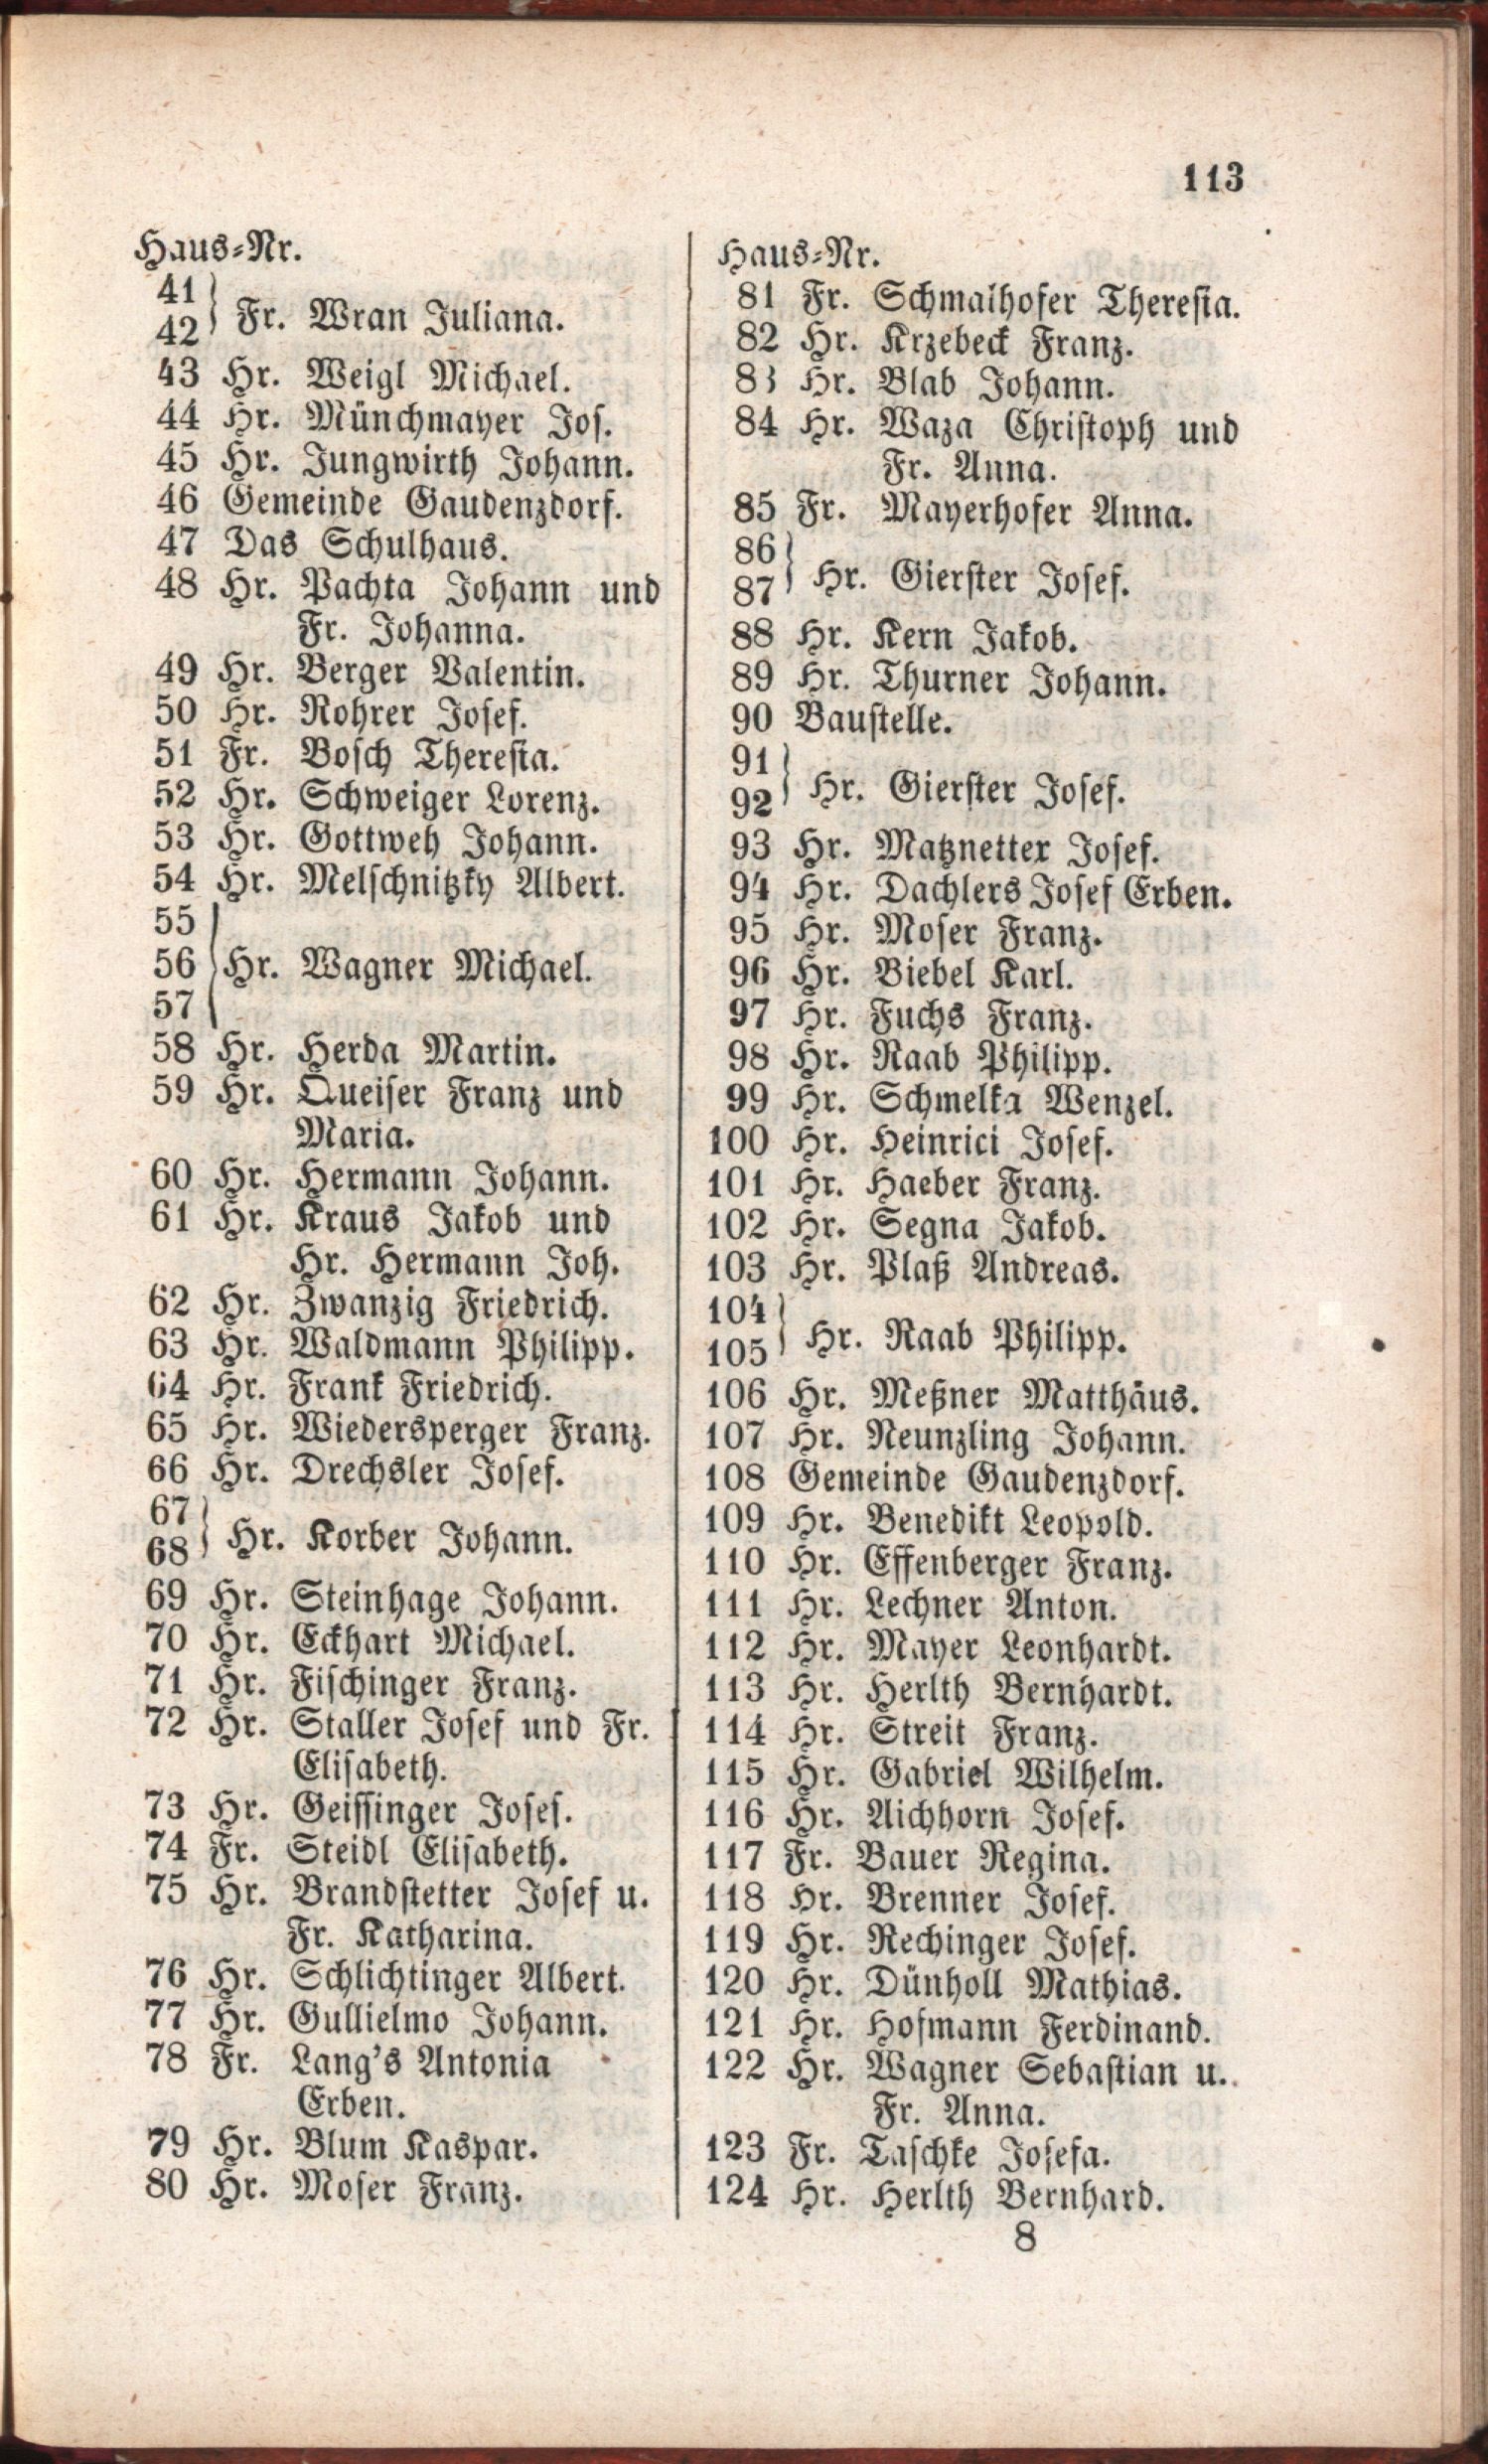 113
Haus-Nr.
41
42 } Fr. Wran Juliana.
43 Hr. Weigl Michael.
44 Hr. Münchmayer Jos.
45 Hr. Jungwirth Johann.
46 Gemeinde Gaudenzdorf.
47 Das Schulhaus.
48 Hr. Pachta Johann und
Fr. Johanna.
49 Hr. Berger Valentin.
50 Hr. Rohrer Josef.
51 Fr. Bosch Theresia.
52 Hr. Schweiger Lorenz.
53 Hr. Gottweh Johann.
54 Hr. Melschnitzky Albert.
55
56 } Hr. Wagner Michael.
57
58 Hr. Herda Martin.
59 Hr. Queiser Franz und
Maria.
60 Hr. Hermann Johann.
61 Hr. Kraus Jakob und
Hr. Hermann Joh.
62 Hr. Zwanzig Friedrich.
63 Hr. Waldmann Philipp.
64 Hr. Frank Friedrich.
65 Hr. Wiedersperger Franz.
66 Hr. Drechsler Josef.
67
68 } Hr. Korber Johann.
69 Hr. Steinhage Johann.
70 Hr. Eckhart Michael.
71 Hr. Fischinger Franz.
72 Hr. Staller Josef und Fr.
Elisabeth.
73 Hr. Geissinger Josef.
74 Fr. Steidl Elisabeth.
75 Hr. Brandstetter Josef u.
Fr. Katharina.
76 Hr. Schlichtinger Albert.
77 Hr. Gullielmo Johann.
78 Fr. Lang's Antonia
Erben.
79 Hr. Blum Kaspar.
80 Hr. Moser Franz.
Haus-Nr.
81 Fr. Schmalhofer Theresia.
82 Hr. Krzebeck Franz.
83 Hr. Blab Johann.
84 Hr. Waza Christoph und
Fr. Anna.
85 Fr. Mayerhofer Anna.
86
87 } Hr. Gierster Josef.
88 Hr. Kern Jakob.
89 Hr. Thurner Johann.
90 Baustelle.
91
92 } Hr. Gierster Josef.
93 Hr. Matznetter Josef.
94 Hr. Dachlers Josef Erben.
95 Hr. Moser Franz.
96 Hr. Biebel Karl.
97 Hr. Fuchs Franz.
98 Hr. Raab Philipp.
99 Hr. Schmelka Wenzel.
100 Hr. Heinrici Josef.
101 Hr. Haeber Franz.
102 Hr. Segna Jakob.
103 Hr. Plaß Andreas.
104
105 } Hr. Raab Philipp.
106 Hr. Meßner Matthäus.
107 Hr. Neunzling Johann.
108 Gemeinde Gaudenzdorf.
109 Hr. Benedikt Leopold.
110 Hr. Effenberger Franz.
111 Hr. Lechner Anton.
112 Hr. Mayer Leonhardt.
113 Hr. Herlth Bernhardt.
114 Hr. Streit Franz.
115 Hr. Gabriel Wilhelm.
116 Hr. Aichhorn Josef.
117 Fr. Bauer Regina.
118 Hr. Brenner Josef.
119 Hr. Rechinger Josef.
120 Hr. Dünholl Mathias.
121 Hr. Hofmann Ferdinand.
122 Hr. Wagner Sebastian u.
Fr. Anna.
123 Fr. Taschke Josefa.
124 Hr. Herlth Bernhard.
8